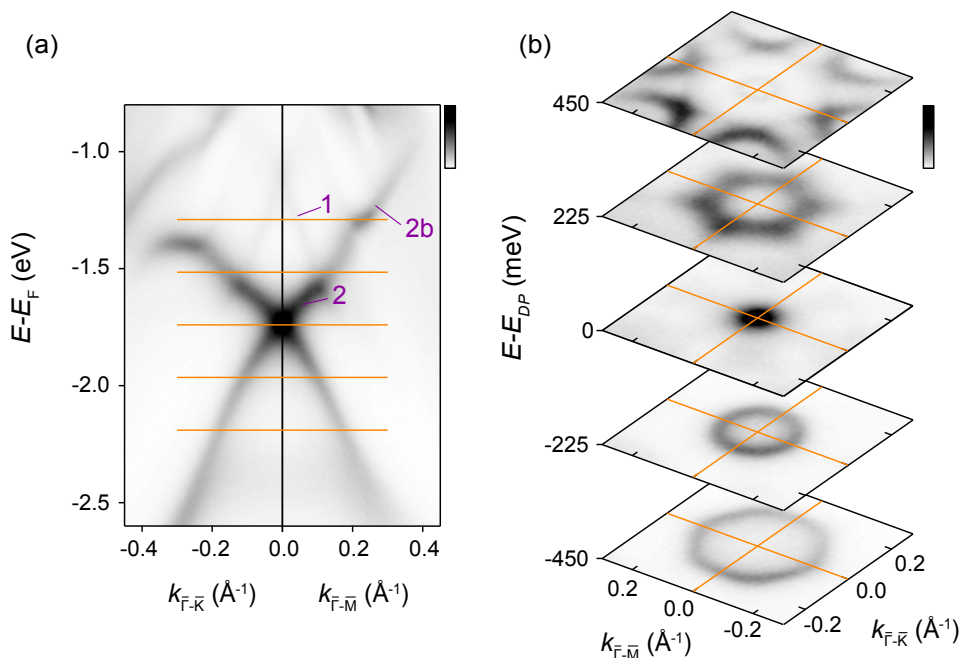 (a)
(b)
E-E_F (eV)
-1.0
-1.5
-2.0
-2.5
1
2b
2
-0.4 -0.2 0.0 0.2 0.4
k_Γ̄-K̄ (Å⁻¹) k_Γ̄-M̄ (Å⁻¹)
E-E_DP (meV)
450
225
0
-225
-450
0.2 0.0 -0.2
k_Γ̄-M̄ (Å⁻¹)
-0.2 0.0 0.2
k_Γ̄-K̄ (Å⁻¹)